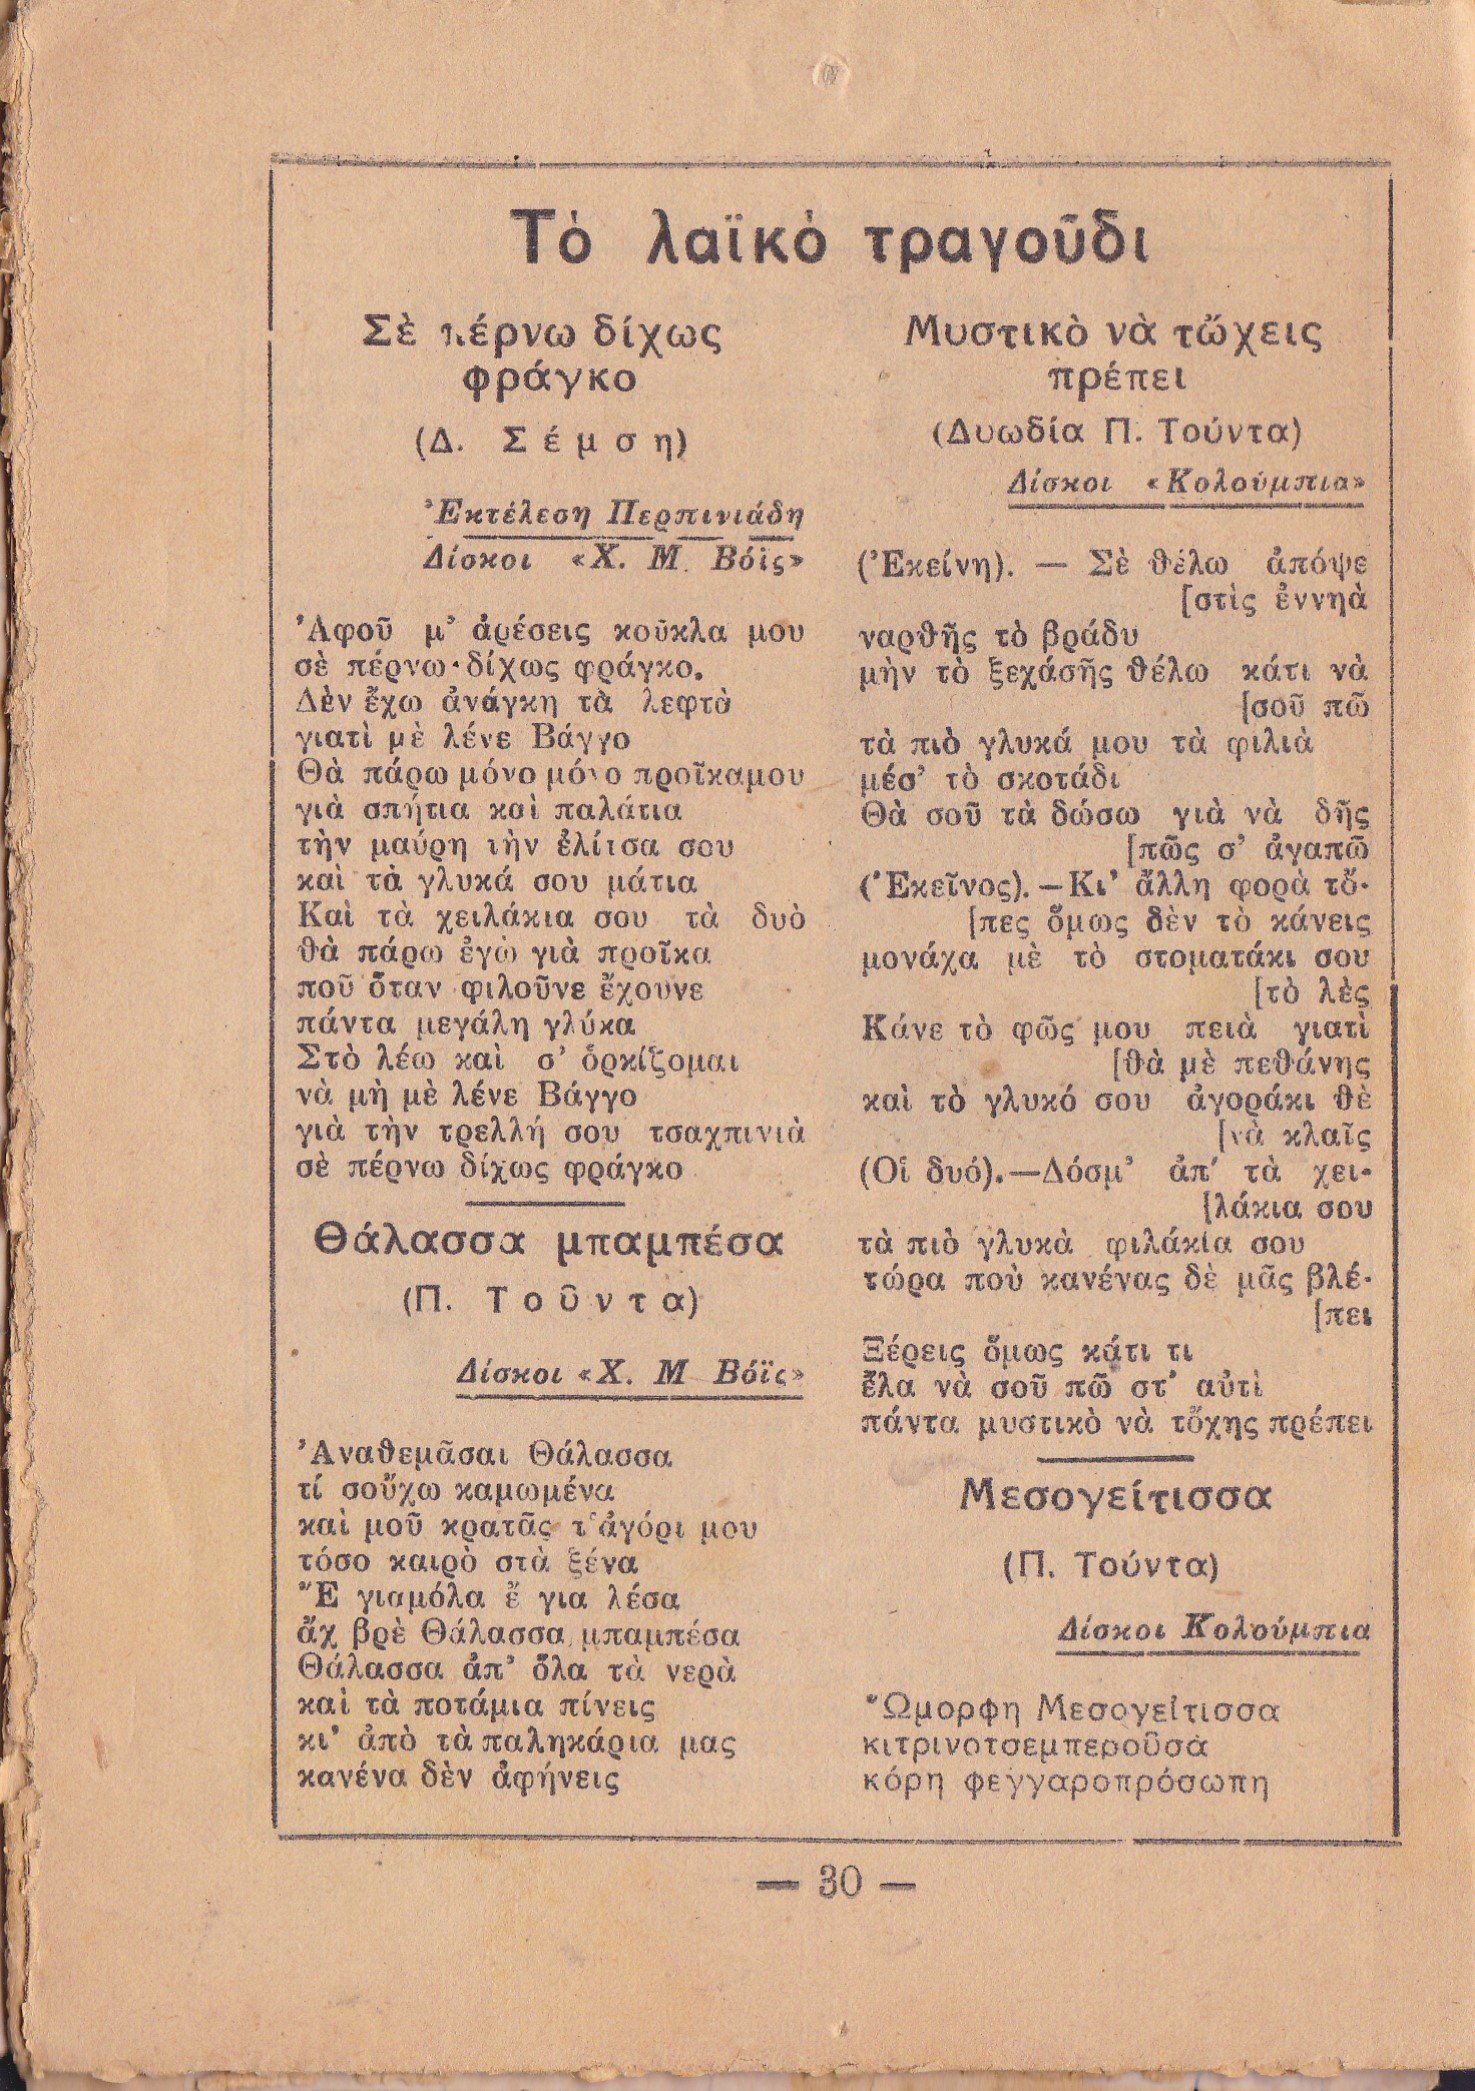 Τὸ λαϊκὸ τραγοῦδι
Σὲ πέρνω δίχως
φράγκο
(Δ. Σέμση)
Ἐκτέλεση Περπινιάδη
Δίσκοι «Χ. Μ. Βόϊς»
Ἀφοῦ μ' ἀρέσεις κοῦκλα μου
σὲ πέρνω δίχως φράγκο.
Δὲν ἔχω ἀνάγκη τὰ λεφτὰ
γιατὶ μὲ λένε Βάγγο
Θὰ πάρω μόνο μόνο προῖκαμου
γιὰ σπήτια καὶ παλάτια
τὴν μαύρη τὴν ἐλίτσα σου
καὶ τὰ γλυκά σου μάτια
Καὶ τὰ χειλάκια σου τὰ δυὸ
θὰ πάρω ἐγὼ γιὰ προῖκα
ποῦ ὅταν φιλοῦνε ἔχουνε
πάντα μεγάλη γλύκα
Στὸ λέω καὶ σ' ὁρκίζομαι
νὰ μὴ μὲ λένε Βάγγο
γιὰ τὴν τρελλή σου τσαχπινιὰ
σὲ πέρνω δίχως φράγκο
Θάλασσα μπαμπέσα
(Π. Τοῦντα)
Δίσκοι «Χ. Μ Βόϊς»
Ἀναθεμᾶσαι Θάλασσα
τί σοὔχω καμωμένα
καὶ μοῦ κρατᾶς τ' ἀγόρι μου
τόσο καιρὸ στὰ ξένα
Ἔ γιαμόλα ἔ για λέσα
ἄχ βρὲ Θάλασσα μπαμπέσα
Θάλασσα ἀπ' ὅλα τὰ νερὰ
καὶ τὰ ποτάμια πίνεις
κι' ἀπὸ τὰ παληκάρια μας
κανένα δὲν ἀφήνεις
Μυστικὸ νὰ τὤχεις
πρέπει
(Δυωδία Π. Τούντα)
Δίσκοι «Κολούμπια»
(Ἐκείνη). — Σὲ θέλω ἀπόψε
[στὶς ἐννηὰ
ναρθῆς τὸ βράδυ
μὴν τὸ ξεχάσῆς θέλω κάτι νὰ
[σοῦ πῶ
τὰ πιὸ γλυκά μου τὰ φιλιὰ
μέσ' τὸ σκοτάδι
Θὰ σοῦ τὰ δώσω γιὰ νὰ δῆς
[πῶς σ' ἀγαπῶ
(Ἐκεῖνος). — Κι' ἄλλη φορὰ τὄ-
[πες ὅμως δὲν τὸ κάνεις
μονάχα μὲ τὸ στοματάκι σου
[τὸ λὲς
Κάνε τὸ φῶς μου πειὰ γιατὶ
[θὰ μὲ πεθάνης
καὶ τὸ γλυκό σου ἀγοράκι θὲ
[νὰ κλαῖς
(Οἱ δυό).—Δόσμ' ἀπ' τὰ χει-
[λάκια σου
τὰ πιὸ γλυκὰ φιλάκία σου
τώρα ποὺ κανένας δὲ μᾶς βλέ-
[πει
Ξέρεις ὅμως κάτι τι
ἔλα νὰ σοῦ πῶ στ' αὐτὶ
πάντα μυστικὸ νὰ τὄχης πρέπει
Μεσογείτισσα
(Π. Τούντα)
Δίσκοι Κολούμπια
Ὤμορφη Μεσογείτισσα
κιτρινοτσεμπεροῦσα
κόρη φεγγαροπρόσωπη
— 30 —